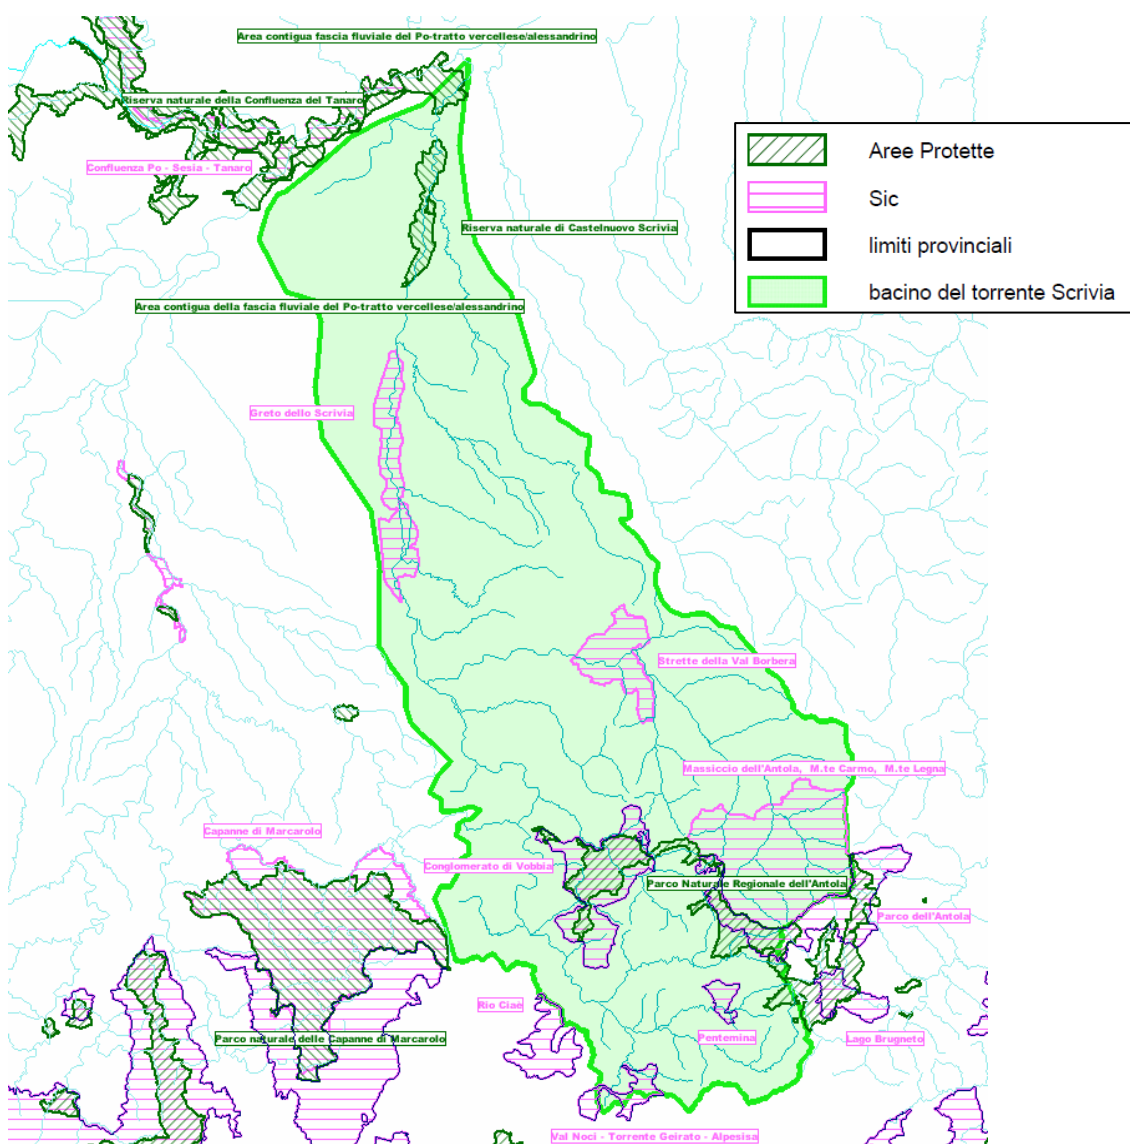 Area contigua fascia fluviale del Po-tratto vercellese/alessandrino
Riserva naturale della Confluenza del Tanaro
Confluenza Po - Sesia - Tanaro
Aree Protette
Sic
limiti provinciali
bacino del torrente Scrivia
Riserva naturale di Castelnuovo Scrivia
Area contigua della fascia fluviale del Po-tratto vercellese/alessandrino
Greto dello Scrivia
Strette della Val Borbera
Massiccio dell'Antola, M.te Carmo, M.te Legna
Capanne di Marcarolo
Conglomerato di Vobbia
Parco Naturale Regionale dell'Antola
Parco dell'Antola
Rio Ciae
Parco naturale delle Capanne di Marcarolo
Pentemina
Lago Brugneto
Val Noci - Torrente Geirato - Alpesisa